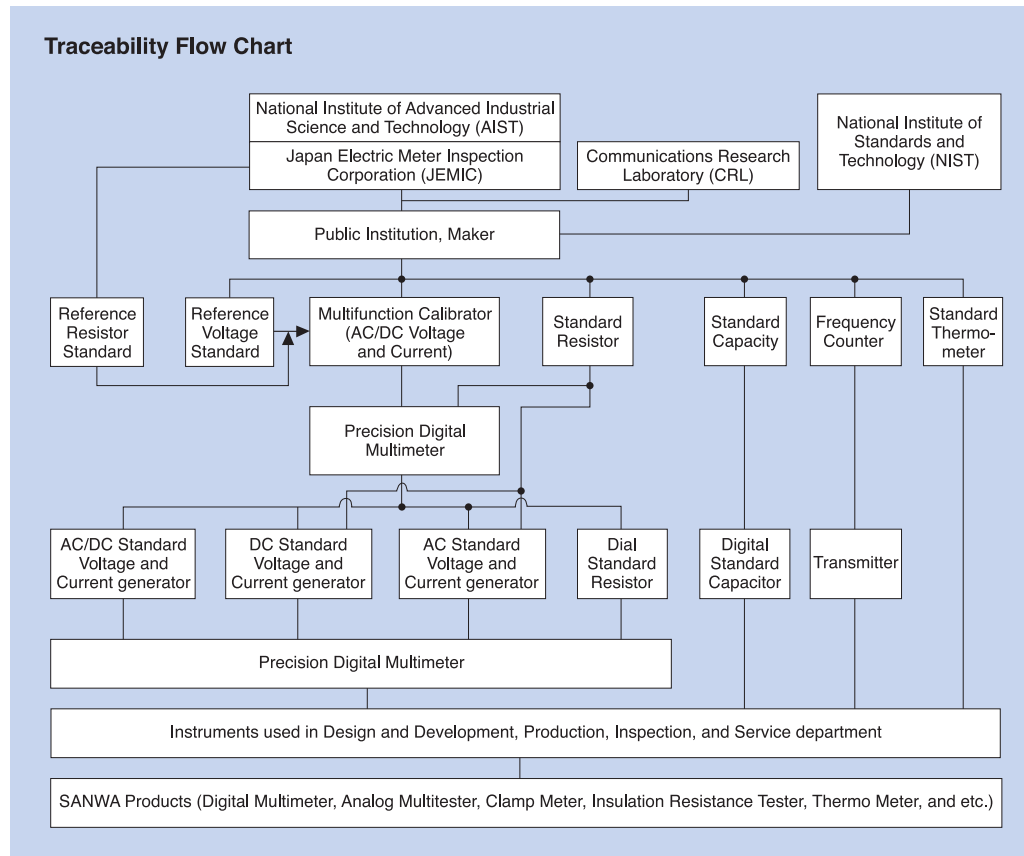 Traceability Flow Chart
National Institute of Advanced Industrial
Science and Technology (AIST)
Japan Electric Meter Inspection
Corporation (JEMIC)
Communications Research
Laboratory (CRL)
National Institute of
Standards and
Technology (NIST)
Public Institution, Maker
Reference
Resistor
Standard
Reference
Voltage
Standard
Multifunction Calibrator
(AC/DC Voltage
and Current)
Standard
Resistor
Standard
Capacity
Frequency
Counter
Standard
Thermo-
meter
Precision Digital
Multimeter
AC/DC Standard
Voltage and
Current generator
DC Standard
Voltage and
Current generator
AC Standard
Voltage and
Current generator
Dial
Standard
Resistor
Digital
Standard
Capacitor
Transmitter
Precision Digital Multimeter
Instruments used in Design and Development, Production, Inspection, and Service department
SANWA Products (Digital Multimeter, Analog Multitester, Clamp Meter, Insulation Resistance Tester, Thermo Meter, and etc.)